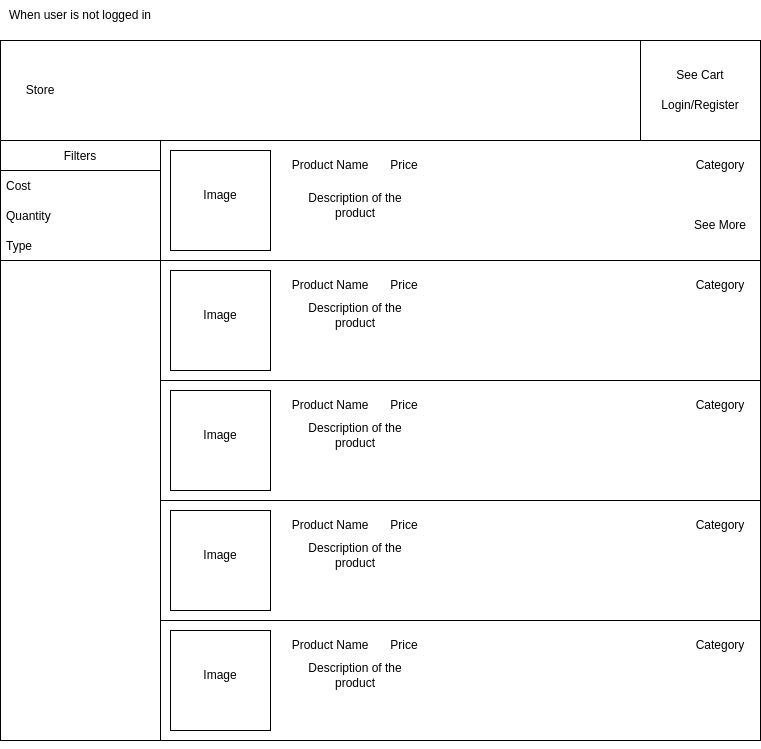 When user is not logged in
Store
See Cart
Login/Register
Filters
Cost
Quantity
Type
Image
Product Name
Price
Category
Description of the
product
See More
Image
Product Name
Price
Category
Description of the
product
Image
Product Name
Price
Category
Description of the
product
Image
Product Name
Price
Category
Description of the
product
Image
Product Name
Price
Category
Description of the
product